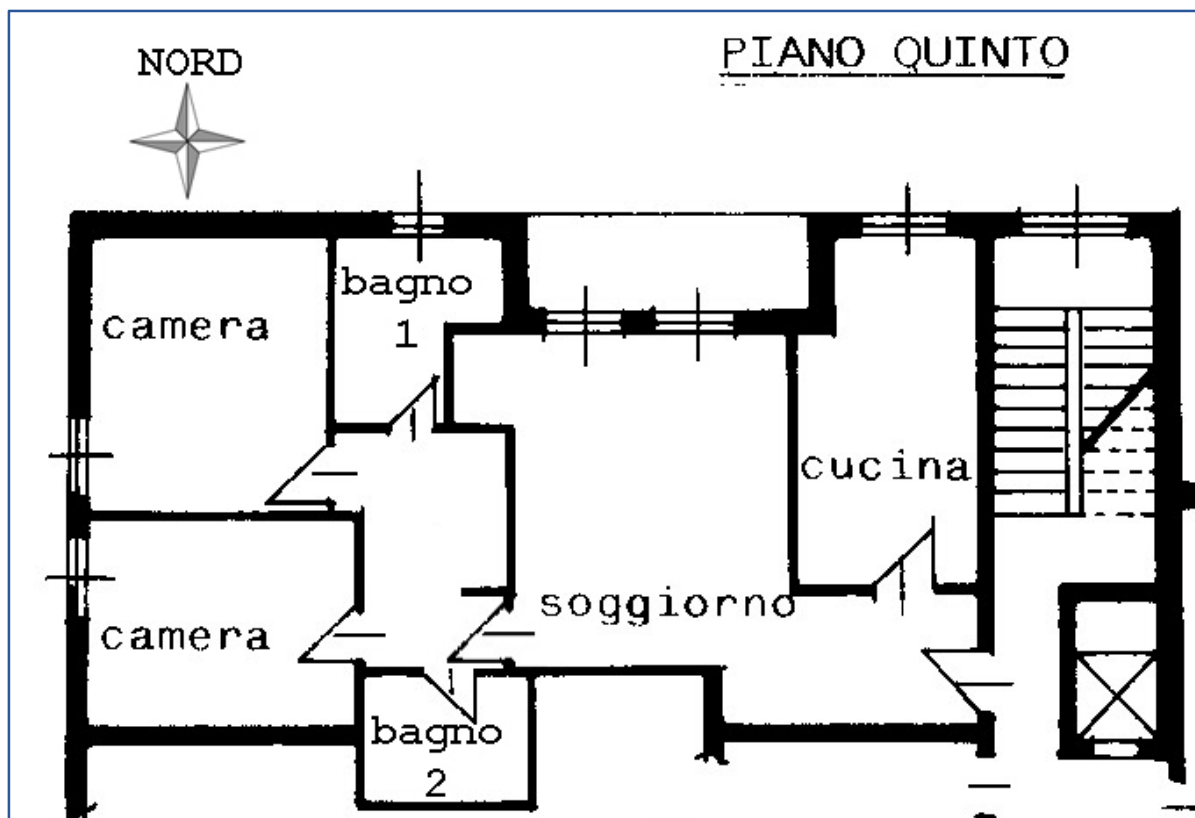 NORD
PIANO QUINTO
bagno
1
camera
cucina
soggiorno
camera
bagno
2